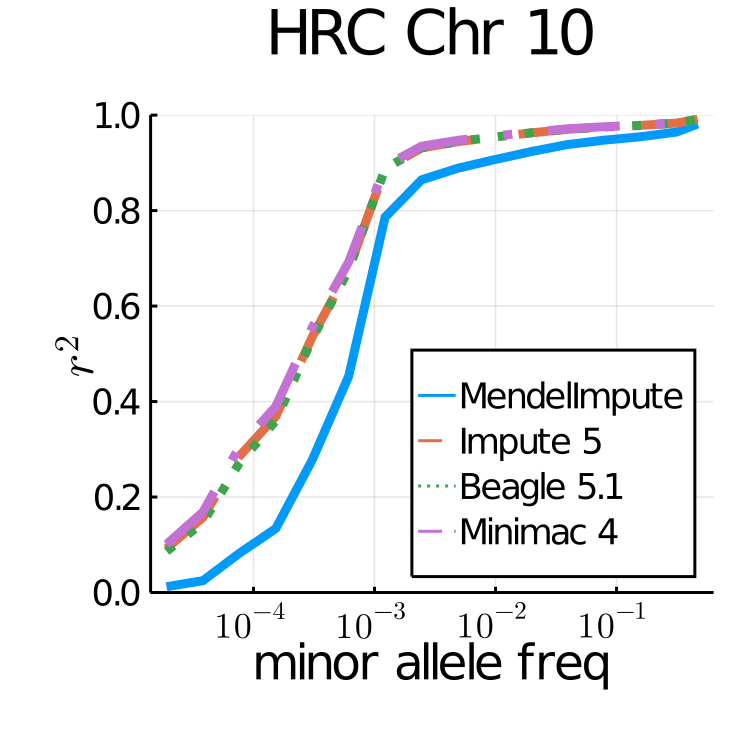 HRC Chr 10
1.0
0.8
0.6
0.4
0.2
0.0
r²
MendelImpute
Impute 5
Beagle 5.1
Minimac 4
10⁻⁴ 10⁻³ 10⁻² 10⁻¹
minor allele freq